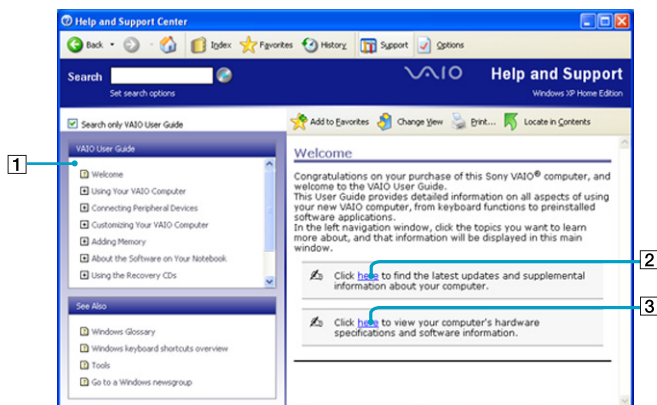 Help and Support Center
Back Index Favorites History Support Options
Search
Set search options
VAIO Help and Support
Windows XP Home Edition
Search only VAIO User Guide
Add to Favorites Change View Print... Locate in Contents
VAIO User Guide
1
Welcome
Using Your VAIO Computer
Connecting Peripheral Devices
Customizing Your VAIO Computer
Adding Memory
About the Software on Your Notebook
Using the Recovery CDs
See Also
Windows Glossary
Windows keyboard shortcuts overview
Tools
Go to a Windows newsgroup
Welcome
Congratulations on your purchase of this Sony VAIO® computer, and
welcome to the VAIO User Guide.
This User Guide provides detailed information on all aspects of using
your new VAIO computer, from keyboard functions to preinstalled
software applications.
In the left navigation window, click the topics you want to learn
more about, and that information will be displayed in this main
window.
2
Click here to find the latest updates and supplemental
information about your computer.
3
Click here to view your computer's hardware
specifications and software information.